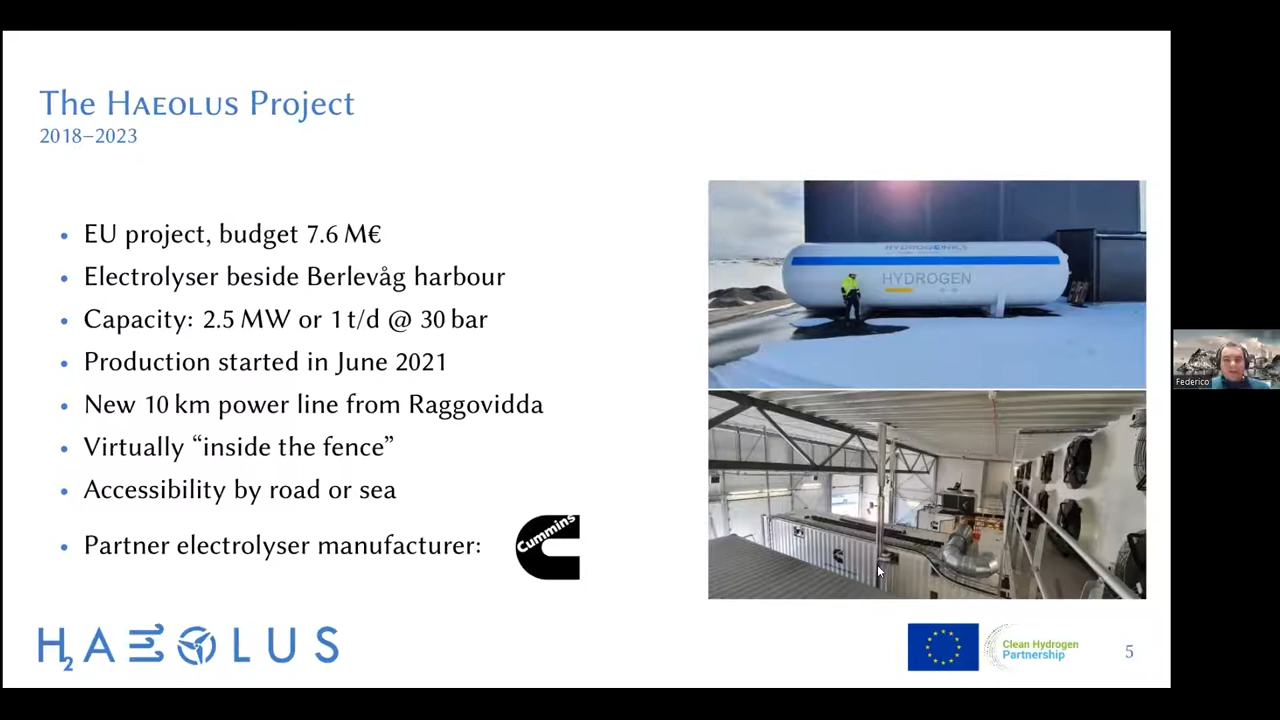 The HAEOLUS Project
2018–2023
• EU project, budget 7.6 M€
• Electrolyser beside Berlevåg harbour
• Capacity: 2.5 MW or 1 t/d @ 30 bar
• Production started in June 2021
• New 10 km power line from Raggovidda
• Virtually “inside the fence”
• Accessibility by road or sea
• Partner electrolyser manufacturer:
Cummins
HYDROGENICS
HYDROGEN
Federico
H2AEOLUS
Clean Hydrogen
Partnership
5